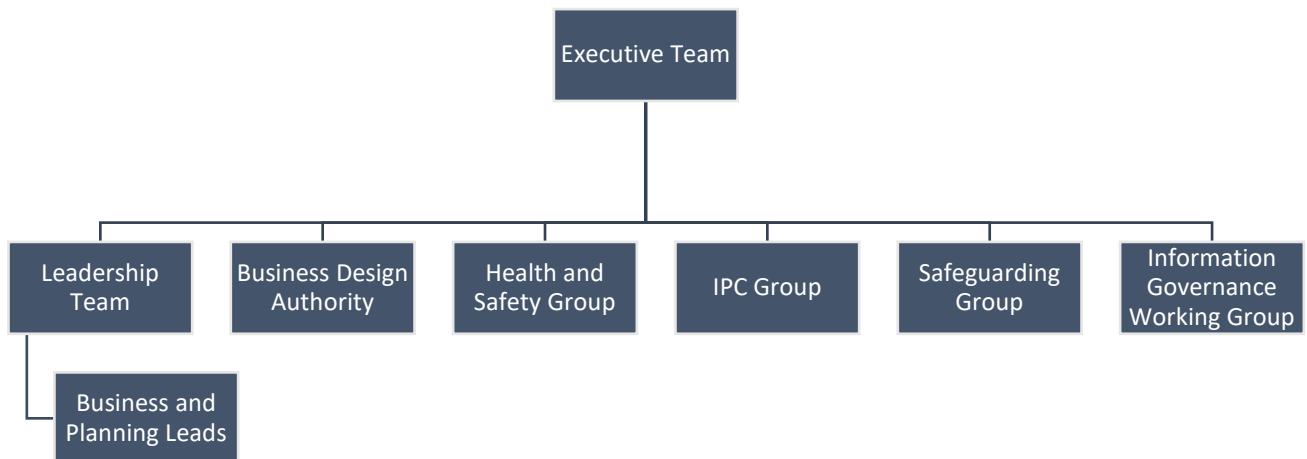 Executive Team
Leadership
Team
Business Design
Authority
Health and
Safety Group
IPC Group
Safeguarding
Group
Information
Governance
Working Group
Business and
Planning Leads